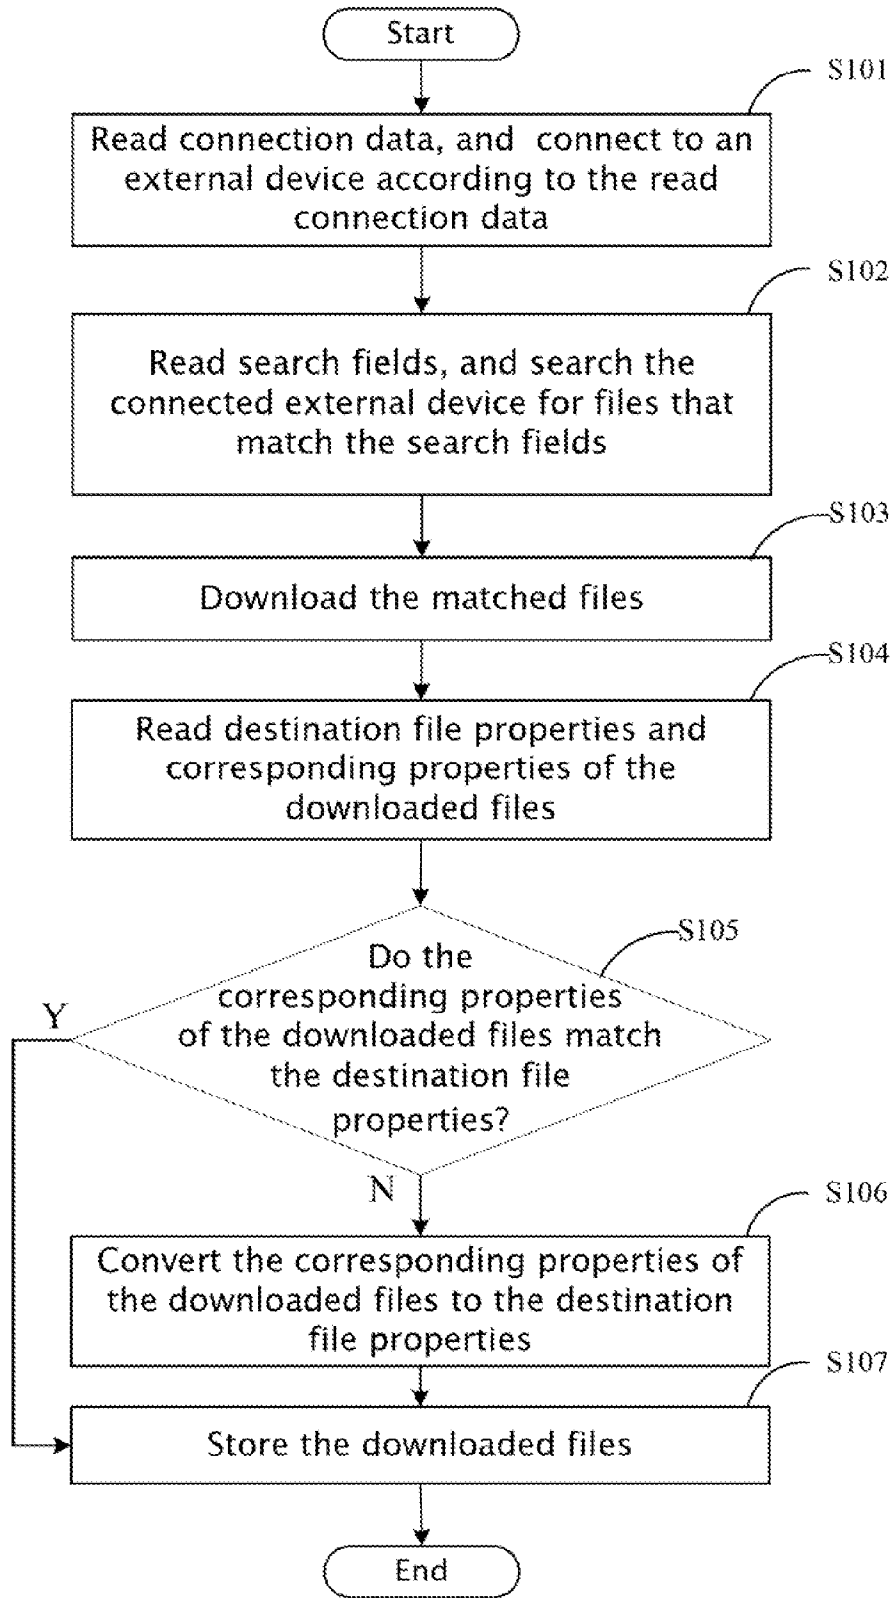 Start
S101
Read connection data, and connect to an
external device according to the read
connection data
S102
Read search fields, and search the
connected external device for files that
match the search fields
S103
Download the matched files
S104
Read destination file properties and
corresponding properties of the
downloaded files
S105
Do the
corresponding properties
of the downloaded files match
the destination file
properties?
Y
N
S106
Convert the corresponding properties of
the downloaded files to the destination
file properties
S107
Store the downloaded files
End